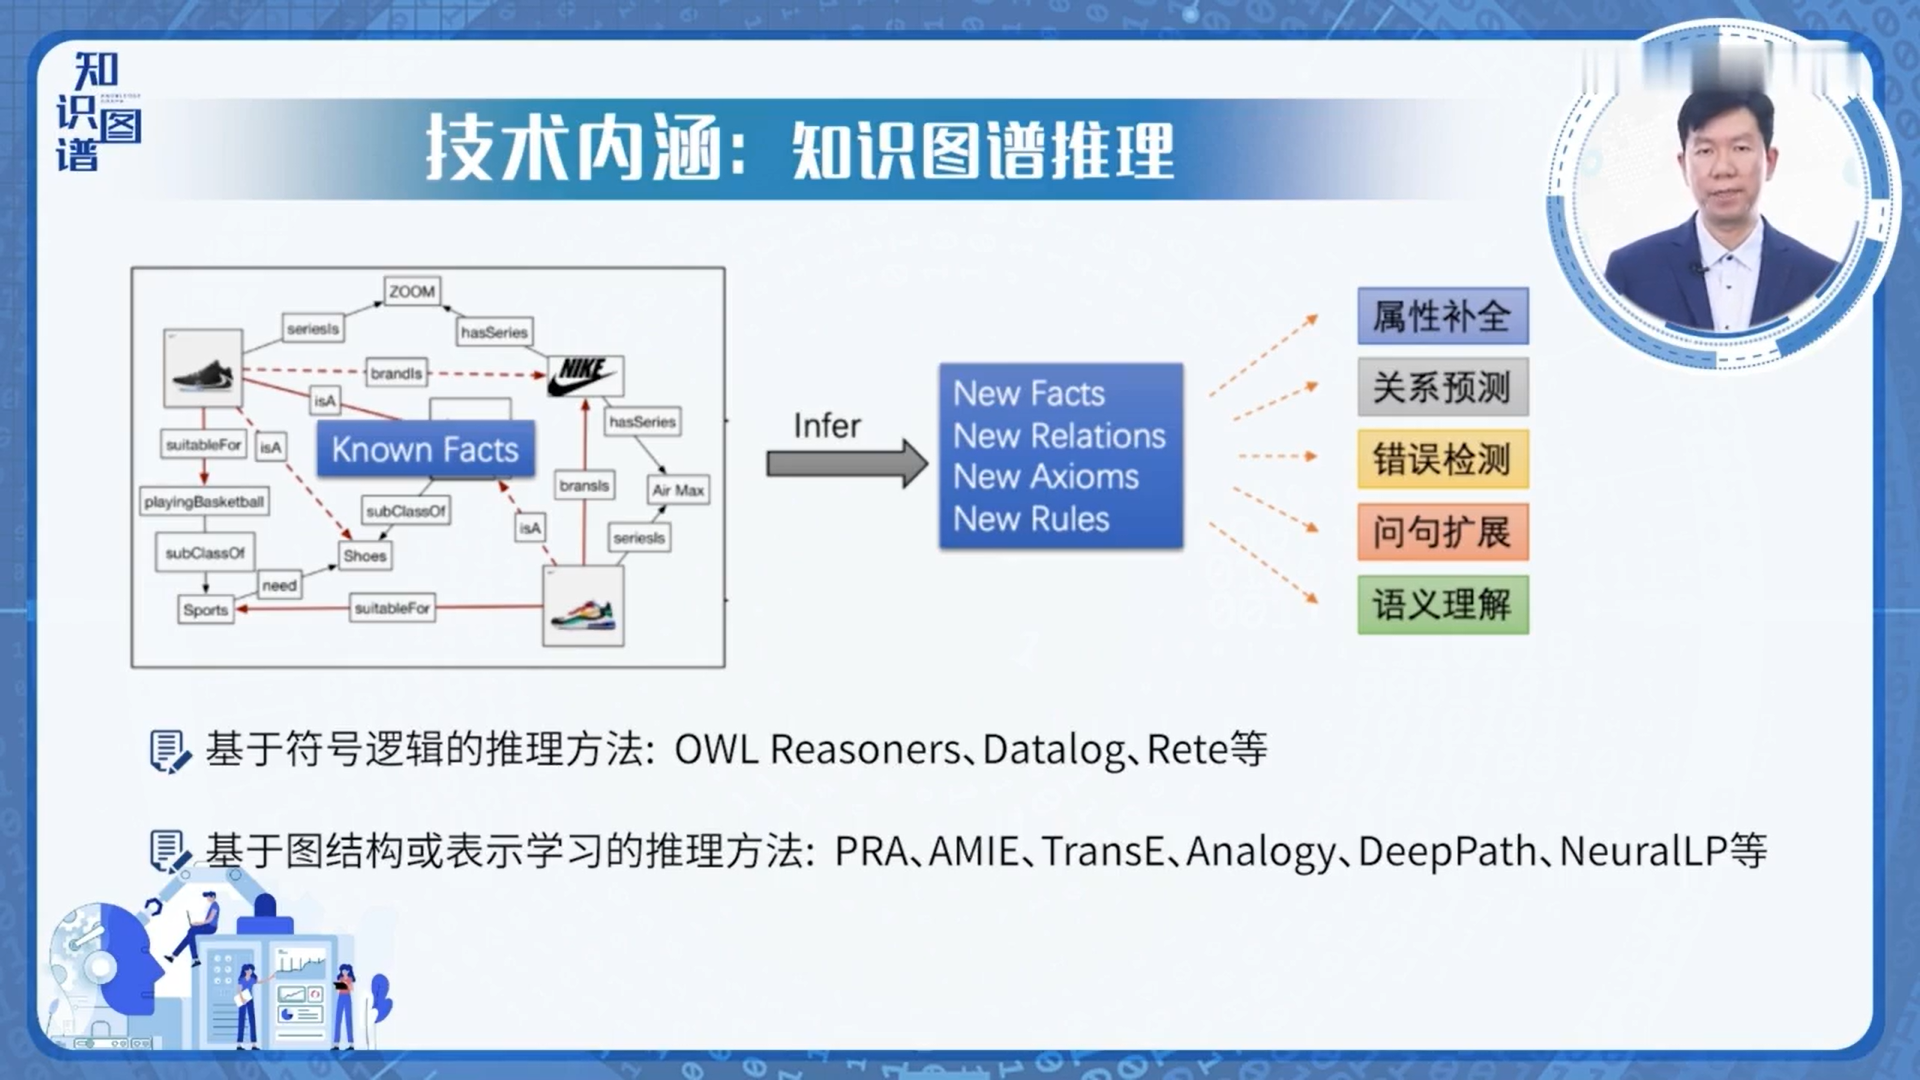 知识图谱
KNOWLEDGE
GRAPH
技术内涵：知识图谱推理
ZOOM
seriesIs
hasSeries
brandIs
NIKE
isA
hasSeries
suitableFor
isA
Known Facts
bransIs
Air Max
playingBasketball
subClassOf
isA
seriesIs
subClassOf
Shoes
need
Sports
suitableFor
Infer
New Facts
New Relations
New Axioms
New Rules
属性补全
关系预测
错误检测
问句扩展
语义理解
基于符号逻辑的推理方法：OWL Reasoners、Datalog、Rete等
基于图结构或表示学习的推理方法：PRA、AMIE、TransE、Analogy、DeepPath、NeuralLP等